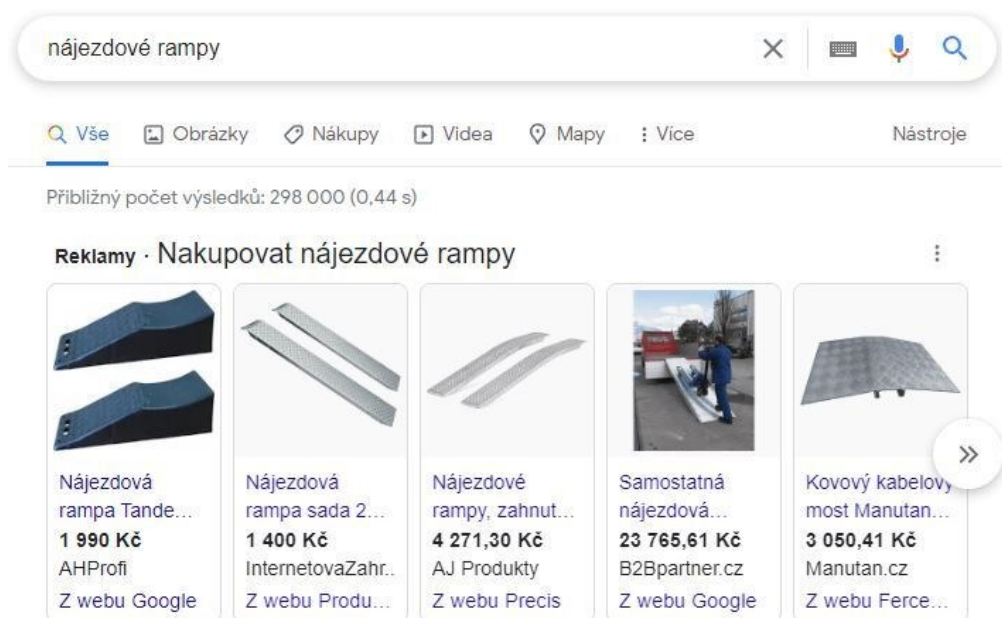 nájezdové rampy
Vše Obrázky Nákupy Videa Mapy Více Nástroje
Přibližný počet výsledků: 298 000 (0,44 s)
Reklamy · Nakupovat nájezdové rampy
Nájezdová
rampa Tande...
1 990 Kč
AHProfi
Z webu Google
Nájezdová
rampa sada 2...
1 400 Kč
InternetovaZahr..
Z webu Produ...
Nájezdové
rampy, zahnut...
4 271,30 Kč
AJ Produkty
Z webu Precis
Samostatná
nájezdová...
23 765,61 Kč
B2Bpartner.cz
Z webu Google
Kovový kabelový
most Manutan...
3 050,41 Kč
Manutan.cz
Z webu Ferce...